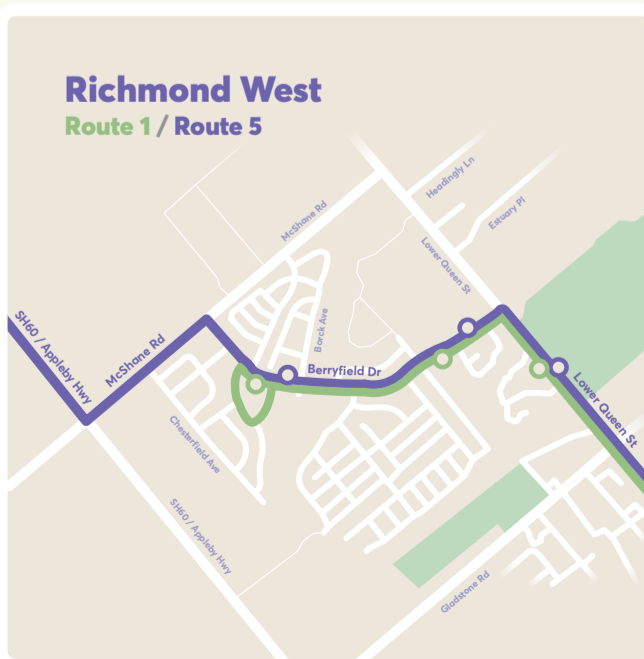 Richmond West
Route 1 / Route 5
Headingly Ln
McShane Rd
Estuary Pl
Lower Queen St
SH60 / Appleby Hwy
Barck Ave
McShane Rd
Berryfield Dr
Lower Queen St
Chesterfield Ave
SH60 / Appleby Hwy
Gladstone Rd